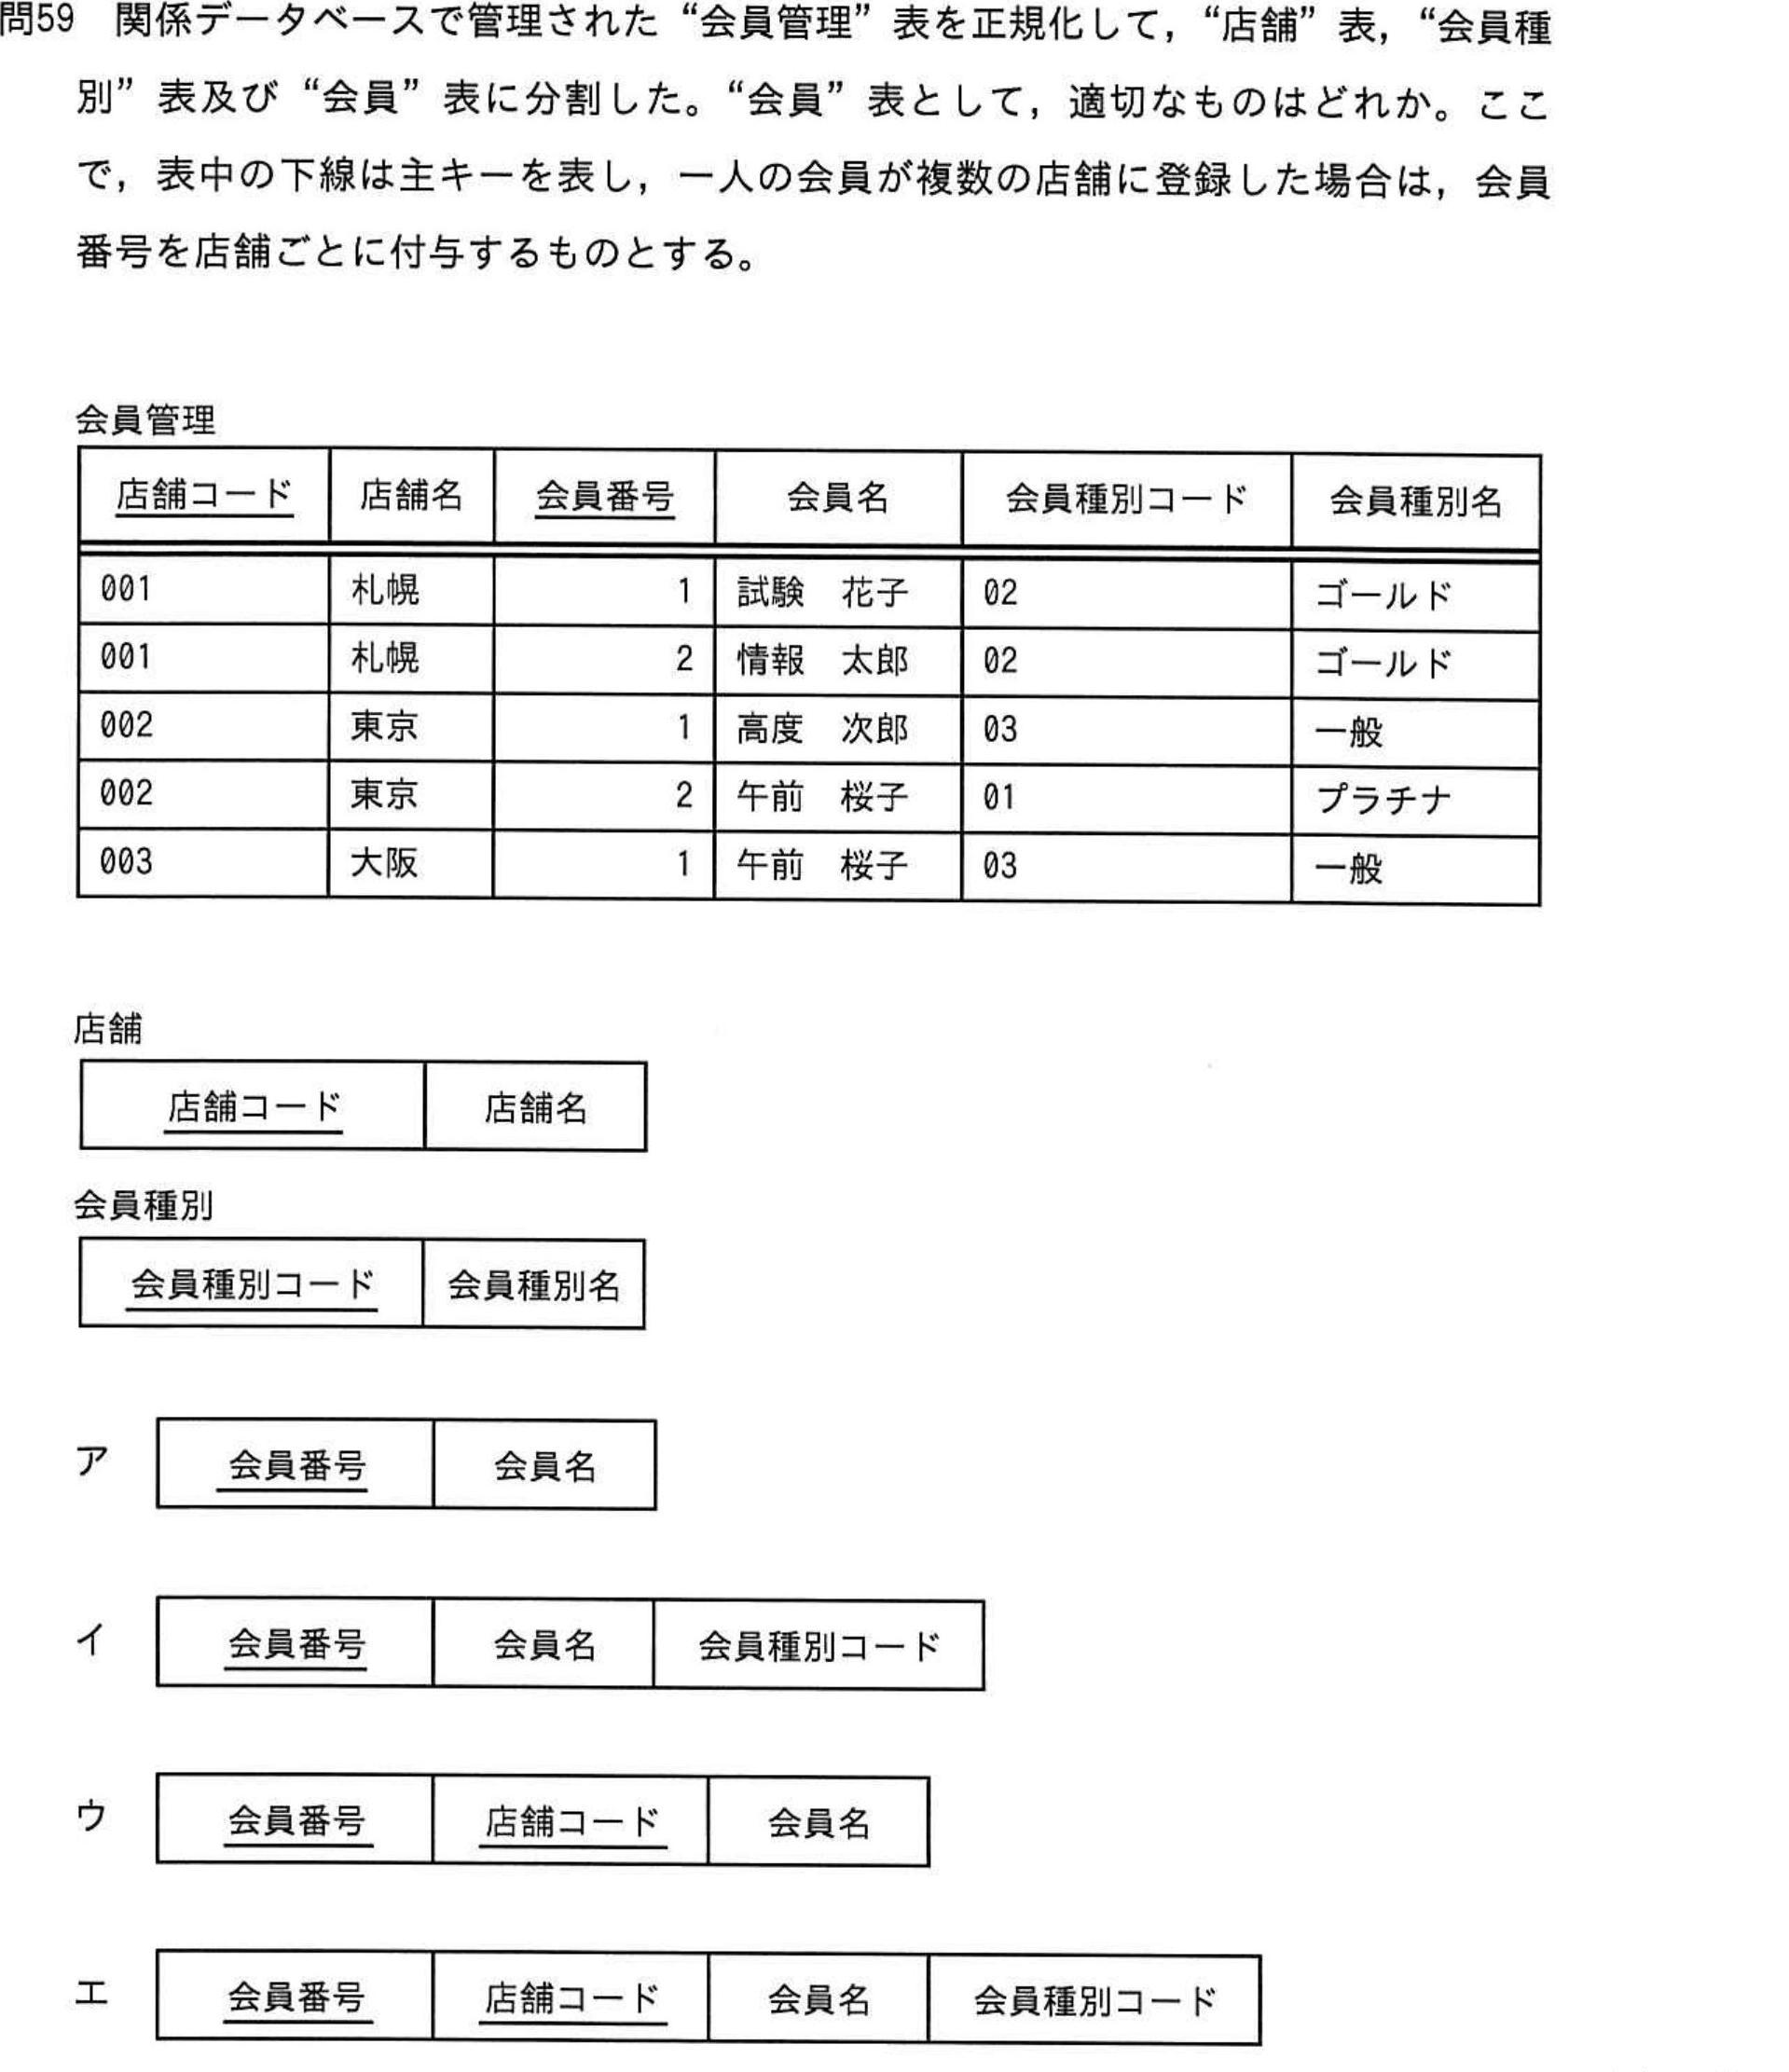 問59 関係データベースで管理された“会員管理”表を正規化して，“店舗”表，“会員種
別”表及び“会員”表に分割した。“会員”表として，適切なものはどれか。ここ
で，表中の下線は主キーを表し，一人の会員が複数の店舗に登録した場合は，会員
番号を店舗ごとに付与するものとする。
会員管理
店舗コード 店舗名 会員番号 会員名 会員種別コード 会員種別名
001 札幌 1 試験 花子 02 ゴールド
001 札幌 2 情報 太郎 02 ゴールド
002 東京 1 高度 次郎 03 一般
002 東京 2 午前 桜子 01 プラチナ
003 大阪 1 午前 桜子 03 一般
店舗
店舗コード 店舗名
会員種別
会員種別コード 会員種別名
ア 会員番号 会員名
イ 会員番号 会員名 会員種別コード
ウ 会員番号 店舗コード 会員名
エ 会員番号 店舗コード 会員名 会員種別コード